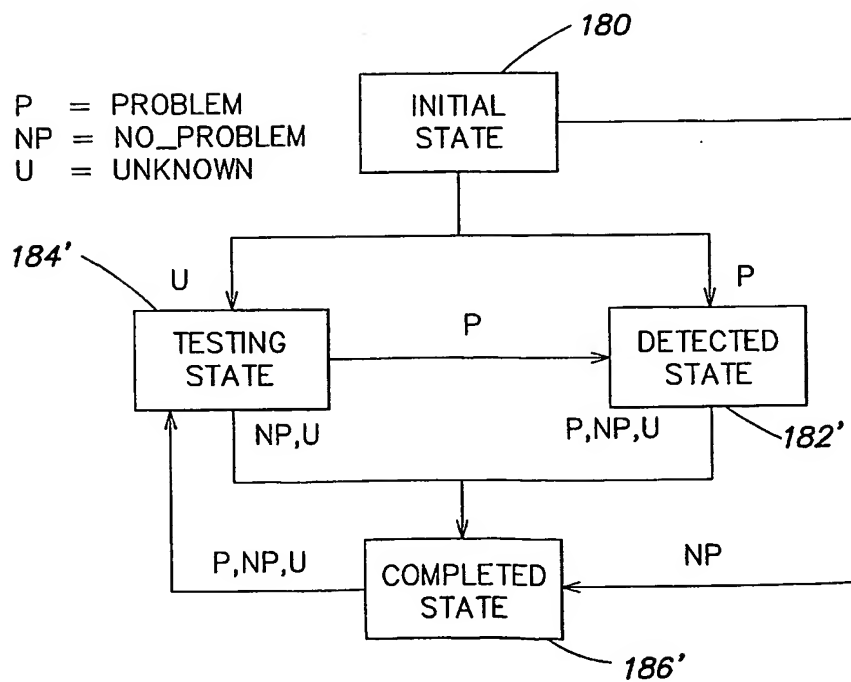 180
INITIAL
STATE
P = PROBLEM
NP = NO_PROBLEM
U = UNKNOWN
184'
U
P
TESTING
STATE
P
DETECTED
STATE
NP,U
P,NP,U
182'
P,NP,U
COMPLETED
STATE
NP
186'